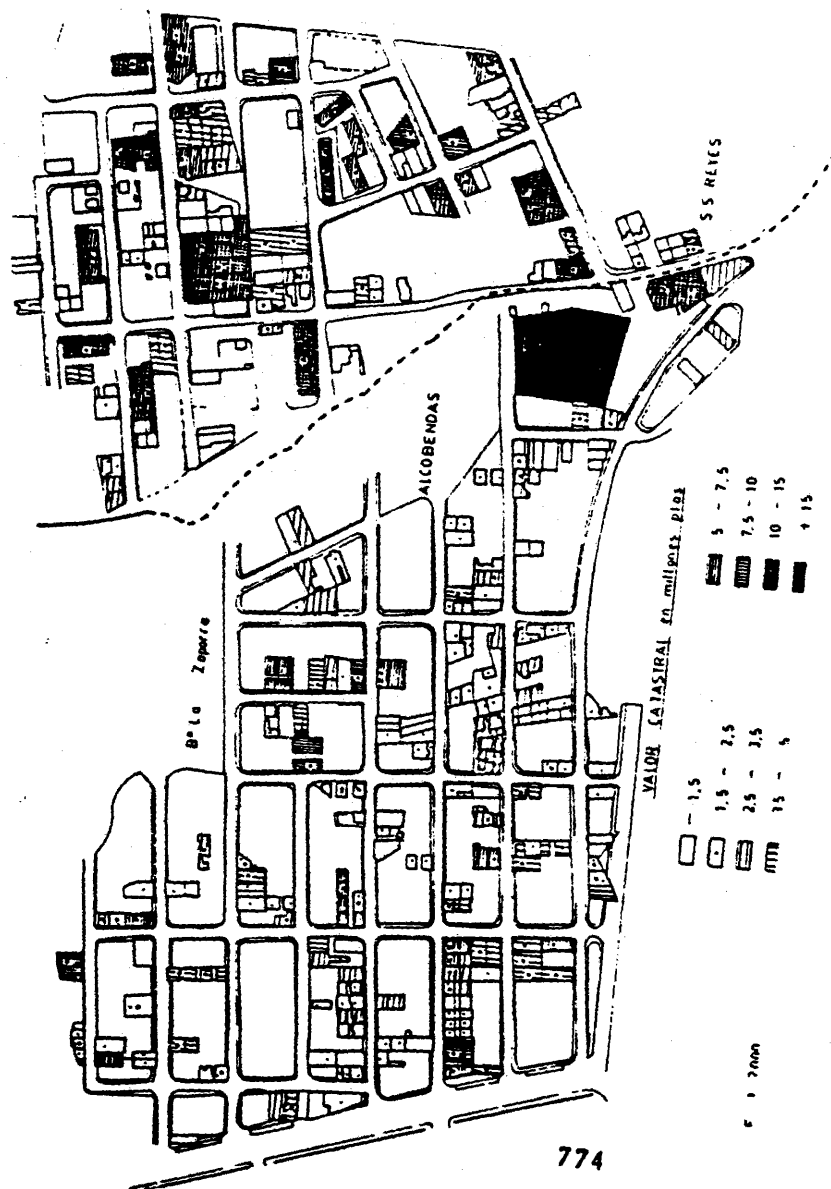 S S REYES
ALCOBENDAS
Bº La Zaporra
VALOR CATASTRAL en millones ptas
- 1,5
1,5 - 2,5
2,5 - 3,5
3,5 - 5
5 - 7,5
7,5 - 10
10 - 15
+ 15
774